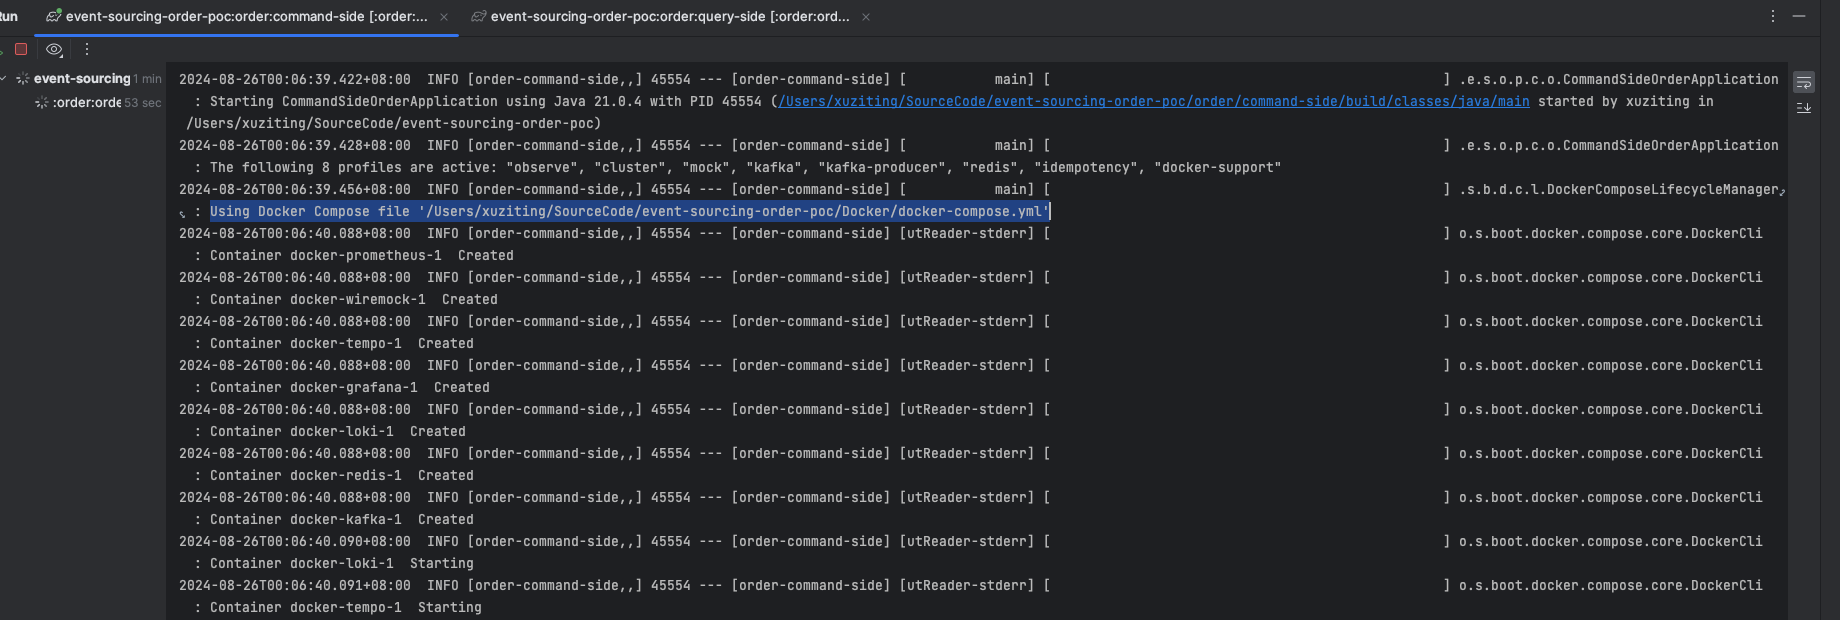 event-sourcing-order-poc:order:command-side [:order:...
event-sourcing-order-poc:order:query-side [:order:ord...
event-sourcing 1 min
:order:orde 53 sec
2024-08-26T00:06:39.422+08:00  INFO [order-command-side,,] 45554 --- [order-command-side] [           main] [                                                 ] .e.s.o.p.c.o.CommandSideOrderApplication
: Starting CommandSideOrderApplication using Java 21.0.4 with PID 45554 (/Users/xuziting/SourceCode/event-sourcing-order-poc/order/command-side/build/classes/java/main started by xuziting in
/Users/xuziting/SourceCode/event-sourcing-order-poc)
2024-08-26T00:06:39.428+08:00  INFO [order-command-side,,] 45554 --- [order-command-side] [           main] [                                                 ] .e.s.o.p.c.o.CommandSideOrderApplication
: The following 8 profiles are active: "observe", "cluster", "mock", "kafka", "kafka-producer", "redis", "idempotency", "docker-support"
2024-08-26T00:06:39.456+08:00  INFO [order-command-side,,] 45554 --- [order-command-side] [           main] [                                                 ] .s.b.d.c.l.DockerComposeLifecycleManager
: Using Docker Compose file '/Users/xuziting/SourceCode/event-sourcing-order-poc/Docker/docker-compose.yml'
2024-08-26T00:06:40.088+08:00  INFO [order-command-side,,] 45554 --- [order-command-side] [utReader-stderr] [                                                 ] o.s.boot.docker.compose.core.DockerCli
: Container docker-prometheus-1  Created
2024-08-26T00:06:40.088+08:00  INFO [order-command-side,,] 45554 --- [order-command-side] [utReader-stderr] [                                                 ] o.s.boot.docker.compose.core.DockerCli
: Container docker-wiremock-1  Created
2024-08-26T00:06:40.088+08:00  INFO [order-command-side,,] 45554 --- [order-command-side] [utReader-stderr] [                                                 ] o.s.boot.docker.compose.core.DockerCli
: Container docker-tempo-1  Created
2024-08-26T00:06:40.088+08:00  INFO [order-command-side,,] 45554 --- [order-command-side] [utReader-stderr] [                                                 ] o.s.boot.docker.compose.core.DockerCli
: Container docker-grafana-1  Created
2024-08-26T00:06:40.088+08:00  INFO [order-command-side,,] 45554 --- [order-command-side] [utReader-stderr] [                                                 ] o.s.boot.docker.compose.core.DockerCli
: Container docker-loki-1  Created
2024-08-26T00:06:40.088+08:00  INFO [order-command-side,,] 45554 --- [order-command-side] [utReader-stderr] [                                                 ] o.s.boot.docker.compose.core.DockerCli
: Container docker-redis-1  Created
2024-08-26T00:06:40.088+08:00  INFO [order-command-side,,] 45554 --- [order-command-side] [utReader-stderr] [                                                 ] o.s.boot.docker.compose.core.DockerCli
: Container docker-kafka-1  Created
2024-08-26T00:06:40.090+08:00  INFO [order-command-side,,] 45554 --- [order-command-side] [utReader-stderr] [                                                 ] o.s.boot.docker.compose.core.DockerCli
: Container docker-loki-1  Starting
2024-08-26T00:06:40.091+08:00  INFO [order-command-side,,] 45554 --- [order-command-side] [utReader-stderr] [                                                 ] o.s.boot.docker.compose.core.DockerCli
: Container docker-tempo-1  Starting